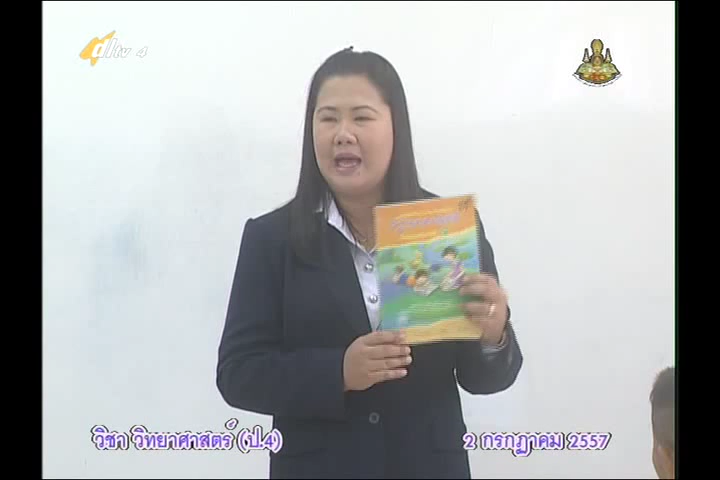 dltv 4
วิชา วิทยาศาสตร์ (ป.4)
2 กรกฎาคม 2557